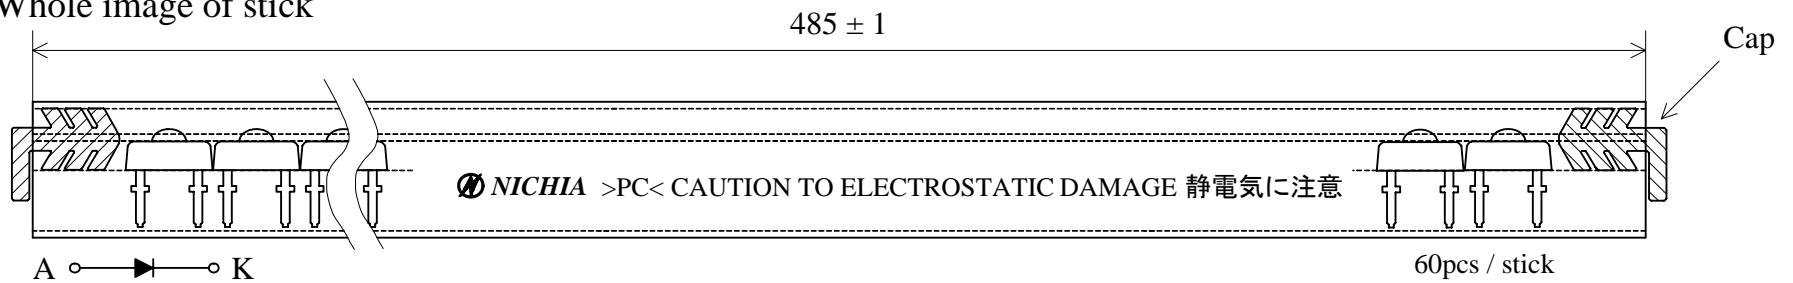 Whole image of stick
485 ± 1
Cap
NICHIA >PC< CAUTION TO ELECTROSTATIC DAMAGE 静電気に注意
A K
60pcs / stick